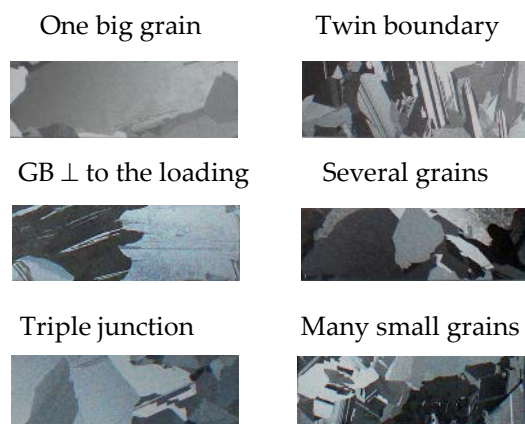 One big grain
Twin boundary
GB ⊥ to the loading
Several grains
Triple junction
Many small grains